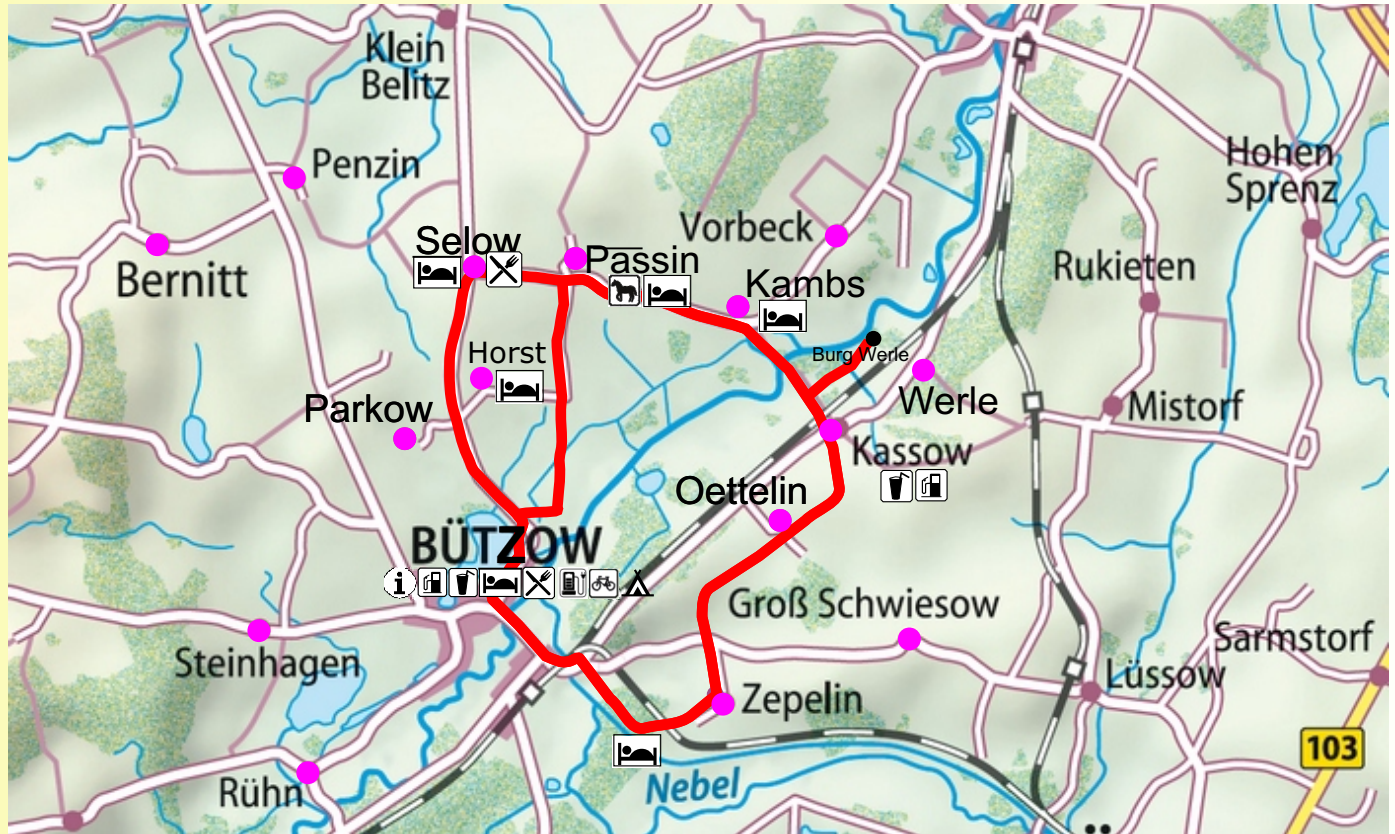 Klein
Belitz
Penzin
Hohen
Sprenz
Selow
Passin
Vorbeck
Bernitt
Kambs
Rukieten
Horst
Burg Werle
Parkow
Werle
Mistorf
Kassow
Oettelin
BÜTZOW
i
Groß Schwiesow
Steinhagen
Sarmstorf
Lüssow
Zepelin
103
Rühn
Nebel